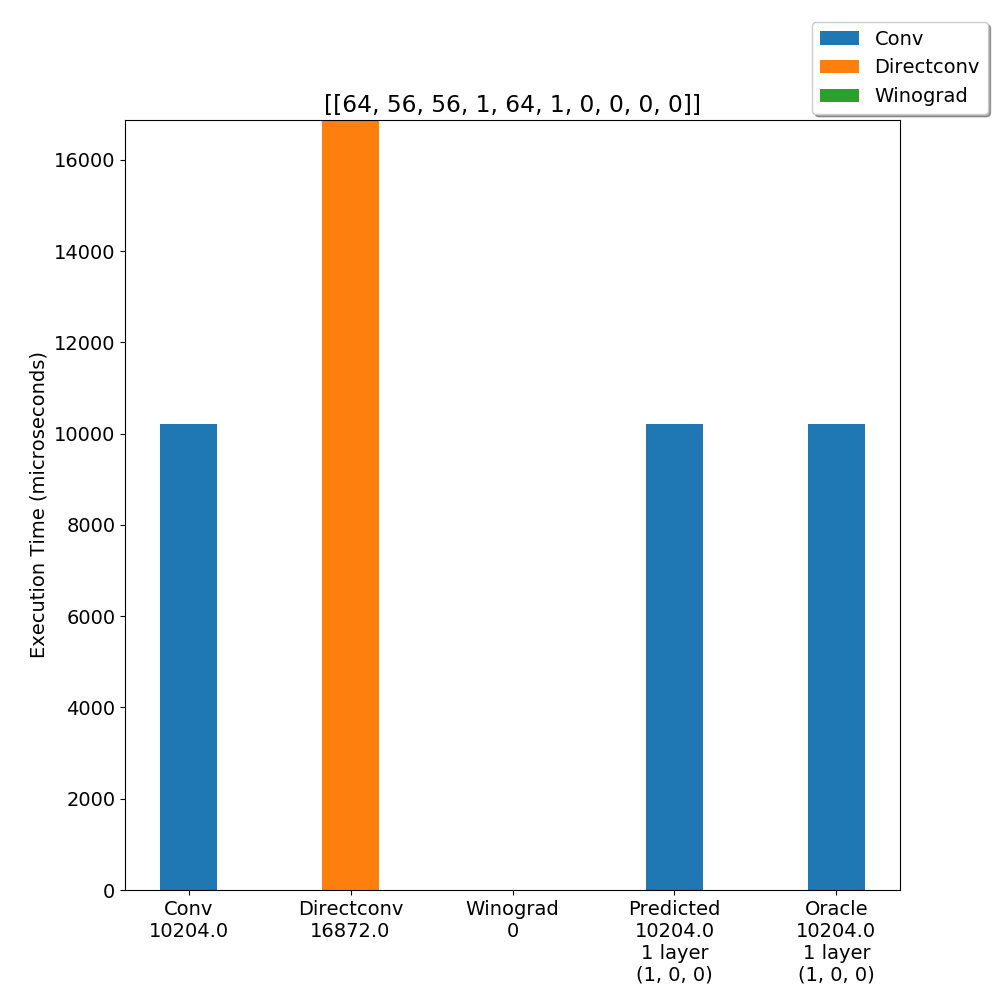 Conv
Directconv
Winograd
[[64, 56, 56, 1, 64, 1, 0, 0, 0, 0]]
Execution Time (microseconds)
16000
14000
12000
10000
8000
6000
4000
2000
0
Conv
10204.0
Directconv
16872.0
Winograd
0
Predicted
10204.0
1 layer
(1, 0, 0)
Oracle
10204.0
1 layer
(1, 0, 0)